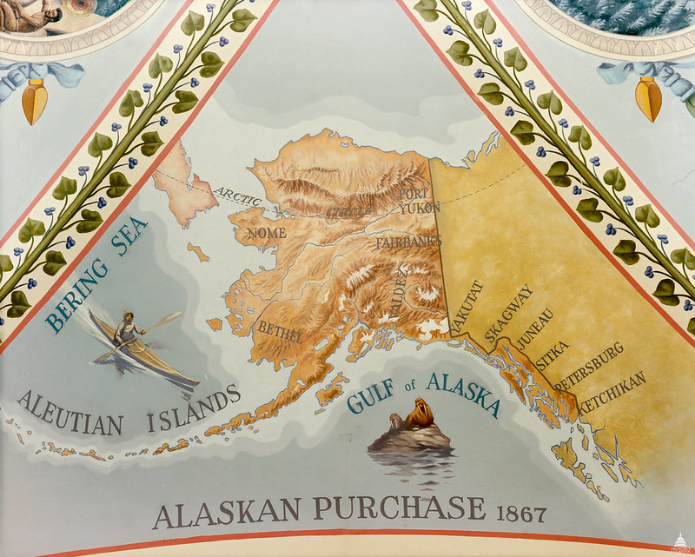 ARCTIC
CIRCLE
FORT
YUKON
NOME
FAIRBANKS
BERING SEA
VALDEZ
BETHEL
YAKUTAT
SKAGWAY
JUNEAU
SITKA
PETERSBURG
KETCHIKAN
ALEUTIAN ISLANDS
GULF of ALASKA
ALASKAN PURCHASE 1867